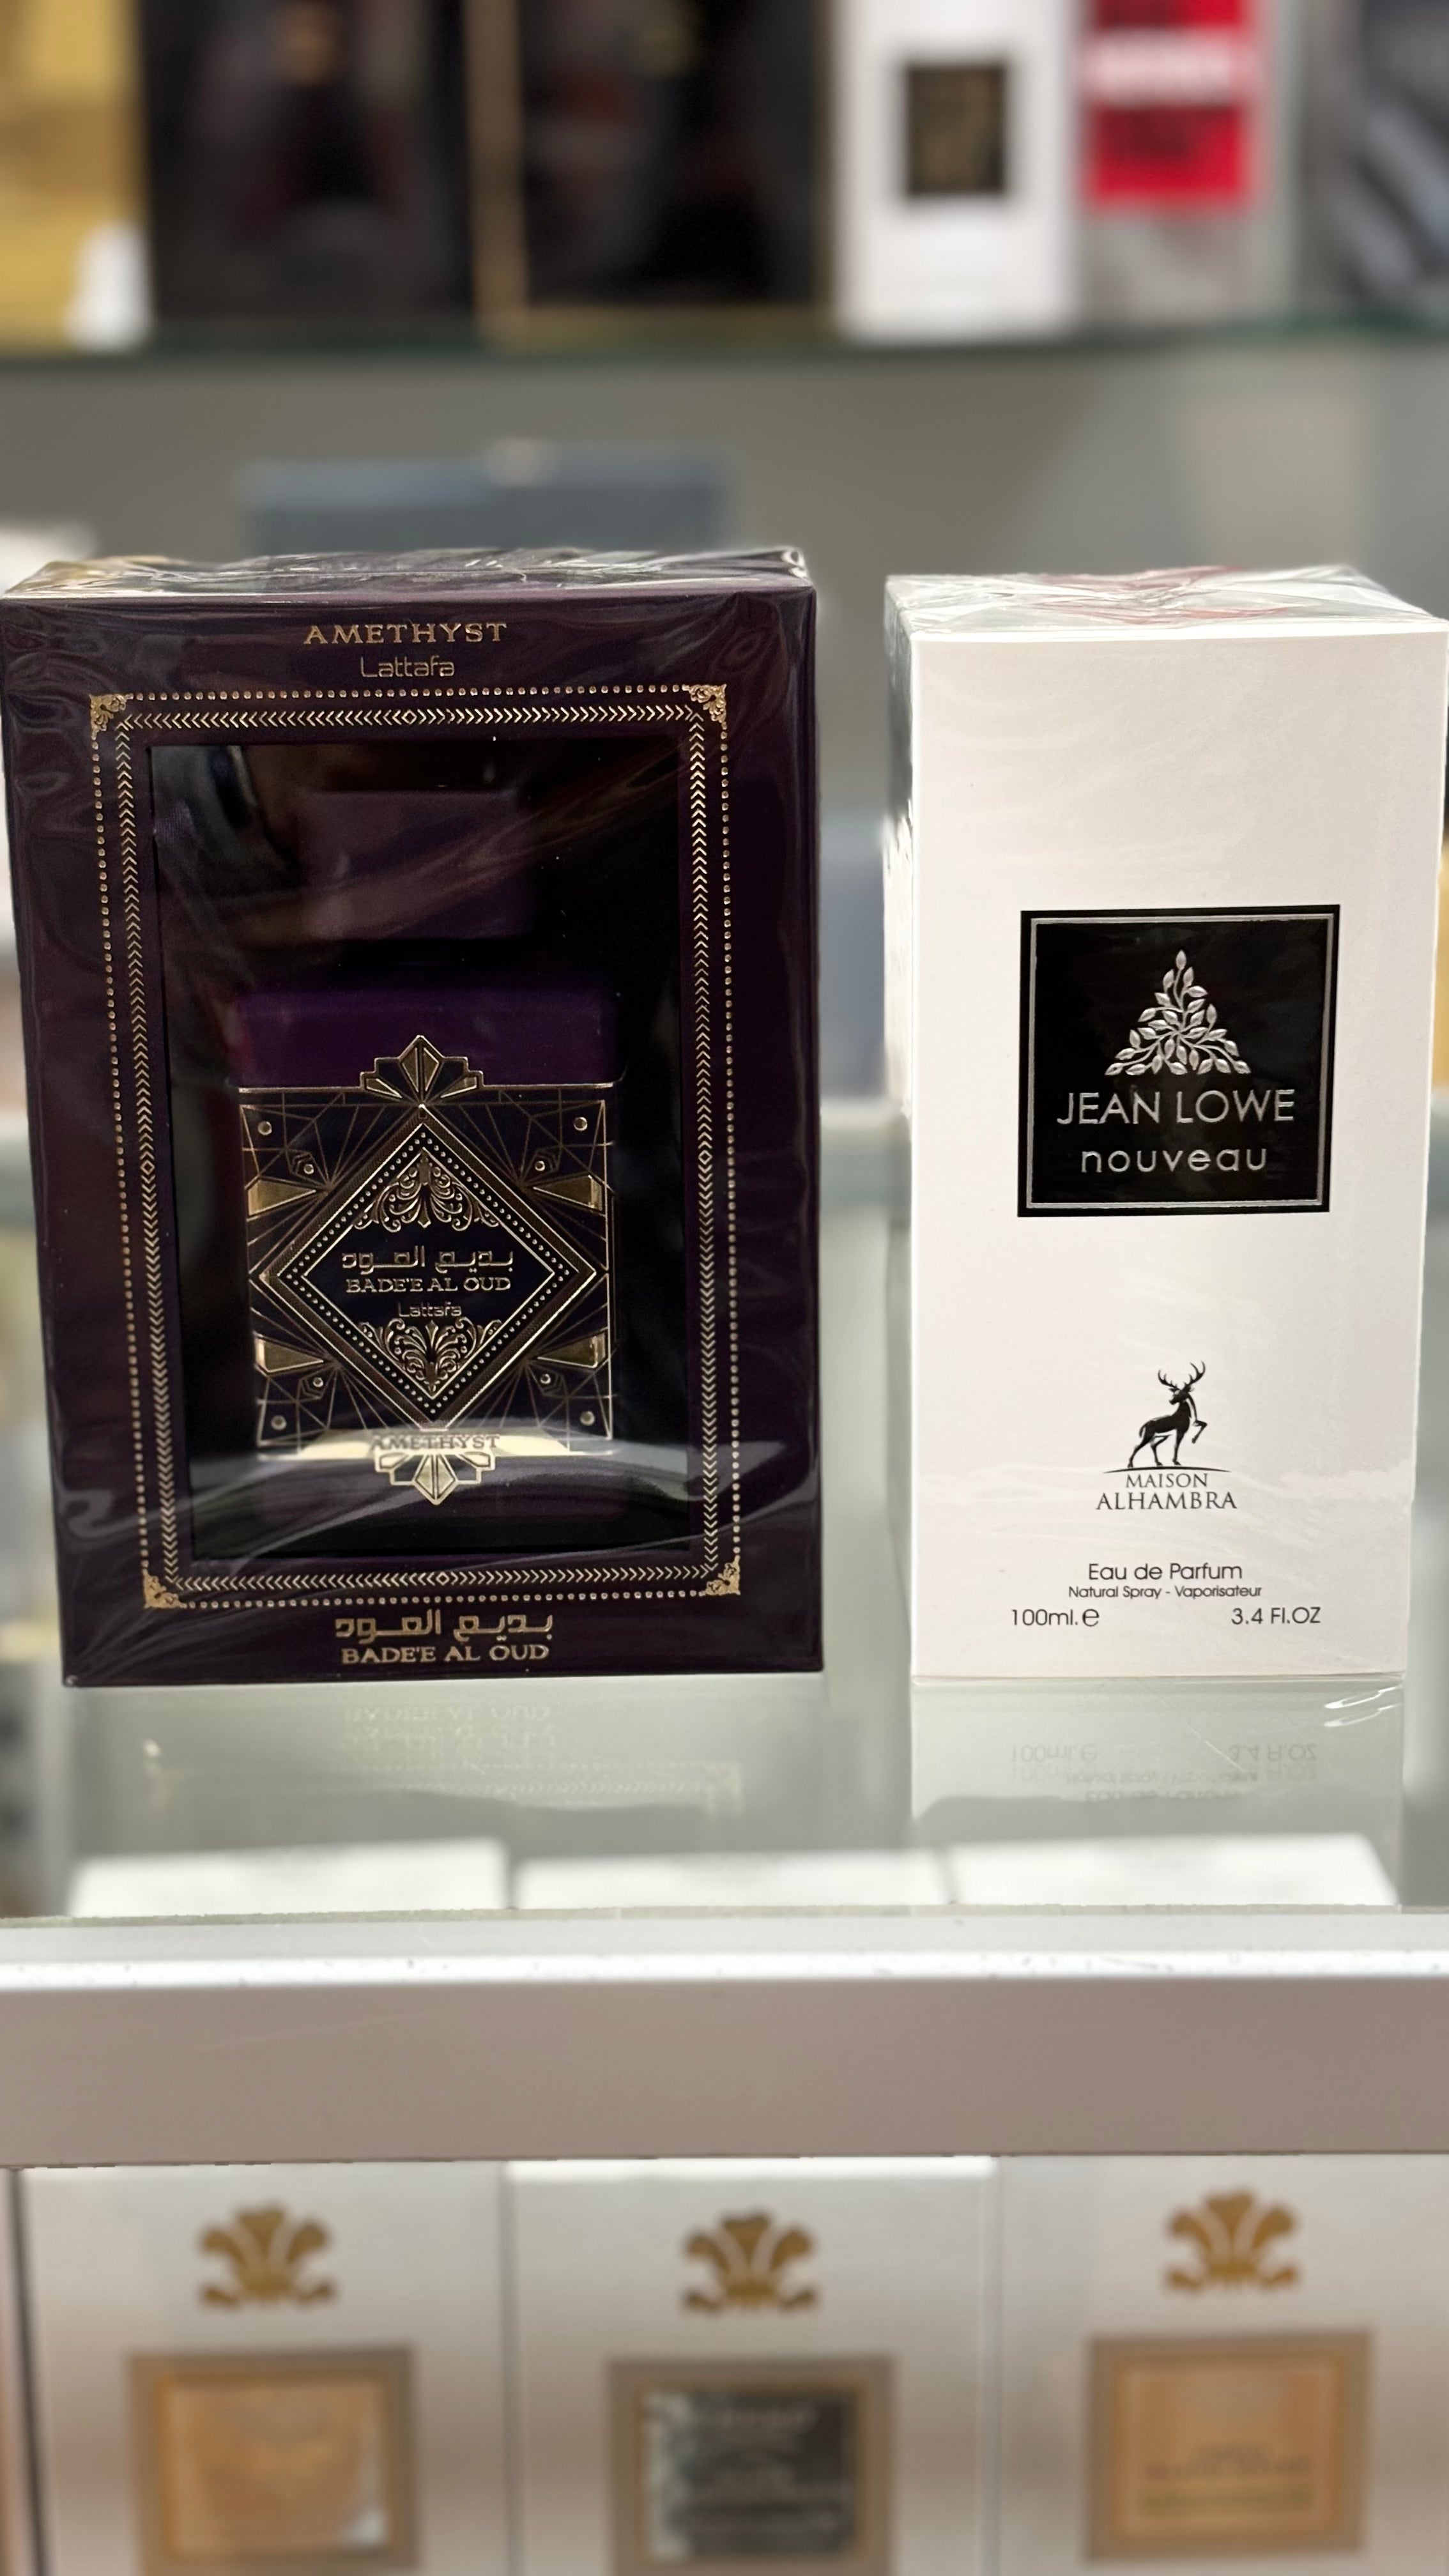 AMETHYST
Lattafa
بديع العود
BADE'E AL OUD
Lattafa
AMETHYST
بديع العود
BADE'E AL OUD
JEAN LOWE
nouveau
MAISON
ALHAMBRA
Eau de Parfum
Natural Spray - Vaporisateur
100ml.e 3.4 Fl.OZ